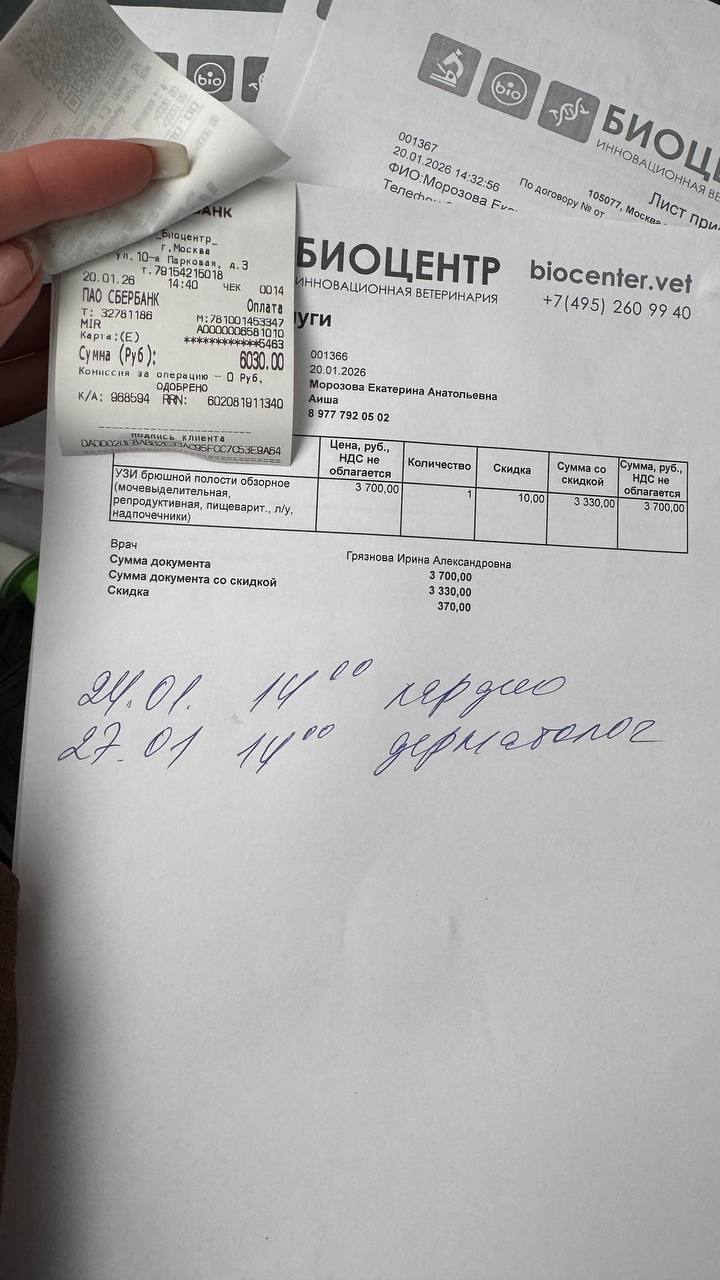 bio
БИОЦЕ
ИННОВАЦИОННАЯ
001367
20.01.2026 14:32:56
ФИО:Морозова
По договору № от
105077, Москва
Лист
БАНК
_Биоцентр_
г.Москва
ул. 10-я Парковая, д.3
т.79154215018
20.01.26 14:40 ЧЕК 0014
ПАО СБЕРБАНК Оплата
Т: 32781186 М:781001453347
MIR A0000006581010
Карта:(E) ************5463
Сумма (Руб): 6030.00
Комиссия за операцию – 0 Руб.
ОДОБРЕНО
К/А: 968594 RRN: 602081911340
подпись клиента
БИОЦЕНТР
ИННОВАЦИОННАЯ ВЕТЕРИНАРИЯ
biocenter.vet
+7(495) 260 99 40
уги
001366
20.01.2026
Морозова Екатерина Анатольевна
Аиша
8 977 792 05 02
Цена, руб., НДС не облагается Количество Скидка Сумма со скидкой Сумма, руб., НДС не облагается
УЗИ брюшной полости обзорное 3 700,00 1 10,00 3 330,00 3 700,00
(мочевыделительная,
репродуктивная, пищеварит., л/у,
надпочечники)
Врач Грязнова Ирина Александровна
Сумма документа 3 700,00
Сумма документа со скидкой 3 330,00
Скидка 370,00
24.01. 14⁰⁰ кардио
27.01 14⁰⁰ дерматолог